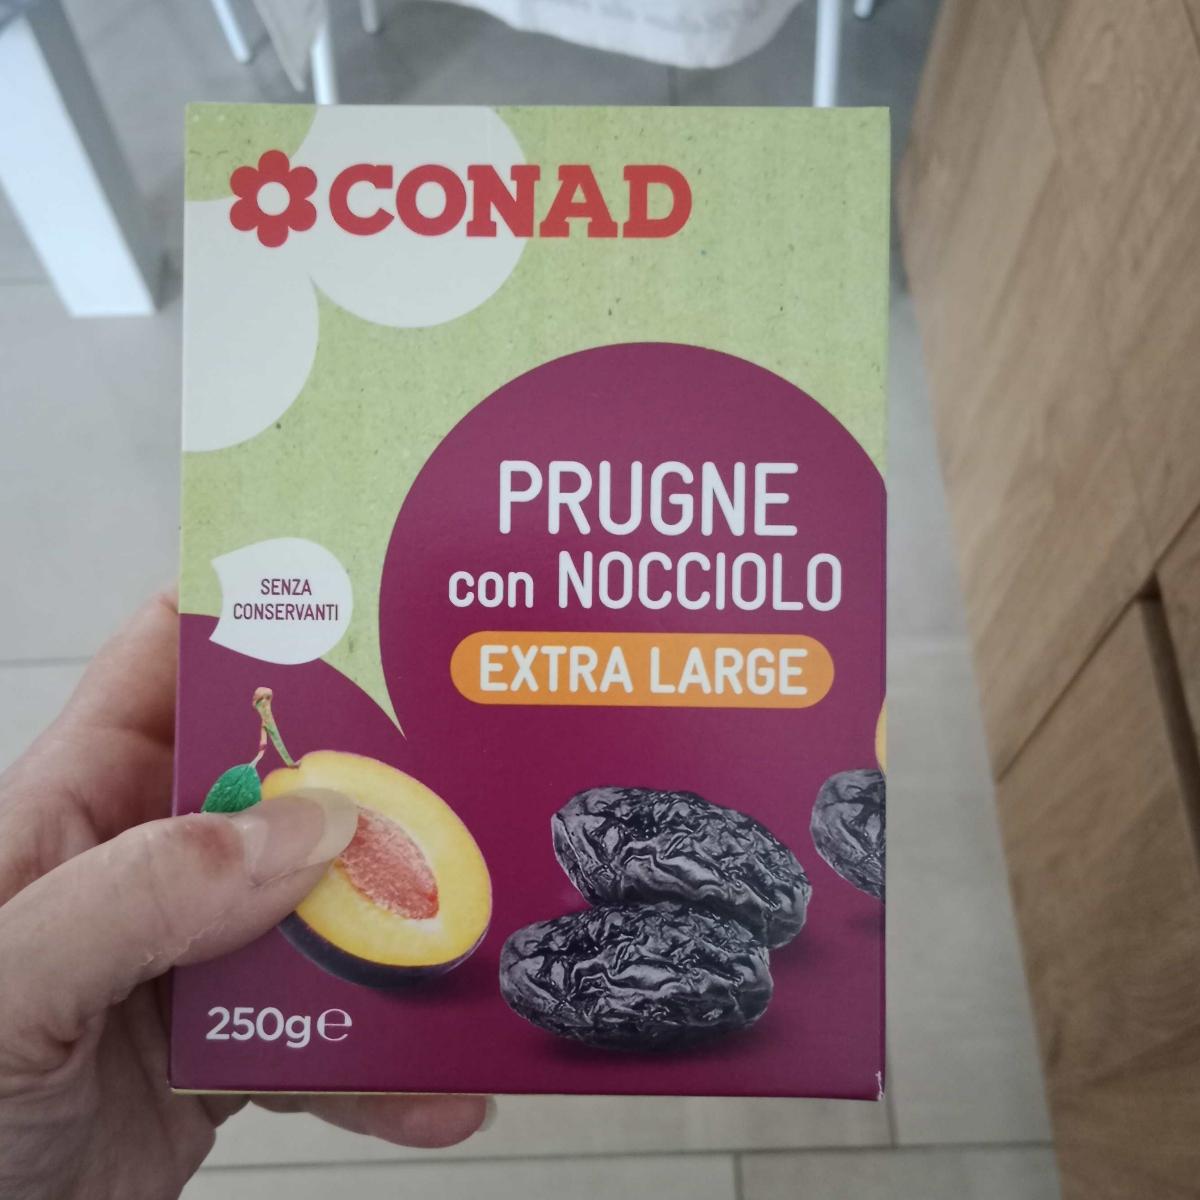 CONAD
PRUGNE
con NOCCIOLO
EXTRA LARGE
SENZA
CONSERVANTI
250g℮